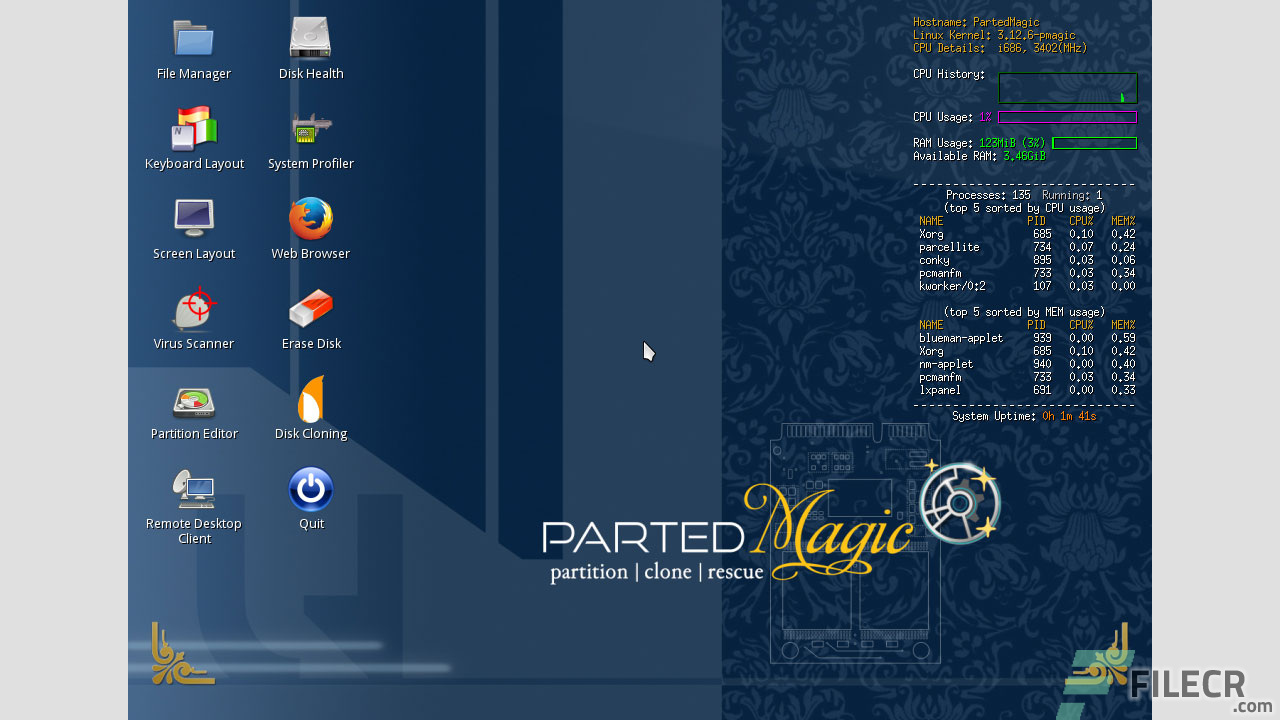 File Manager
Disk Health
Keyboard Layout
System Profiler
Screen Layout
Web Browser
Virus Scanner
Erase Disk
Partition Editor
Disk Cloning
Remote Desktop
Client
Quit
Hostname: PartedMagic
Linux Kernel: 3.12.6-pmagic
CPU Details: i686, 3402(MHz)
CPU History:
CPU Usage: 1%
RAM Usage: 123MiB (3%)
Available RAM: 3.46GiB
Processes: 135 Running: 1
(top 5 sorted by CPU usage)
NAME PID CPU% MEM%
Xorg 685 0.10 0.42
parcellite 734 0.07 0.24
conky 895 0.03 0.06
pcmanfm 733 0.03 0.34
kworker/0:2 107 0.03 0.00
(top 5 sorted by MEM usage)
NAME PID CPU% MEM%
blueman-applet 939 0.00 0.59
Xorg 685 0.10 0.42
nm-applet 940 0.00 0.40
pcmanfm 733 0.03 0.34
lxpanel 691 0.00 0.33
System Uptime: 0h 1m 41s
PARTED Magic
partition | clone | rescue
FILECR
.com